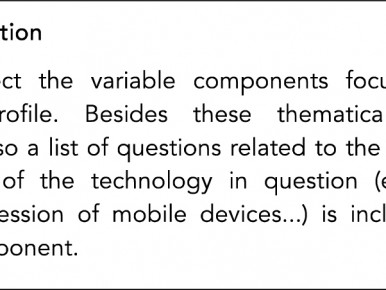 tion
ct the variable components focu
rofile. Besides these thematica
so a list of questions related to the
of the technology in question (e
ession of mobile devices...) is incl
ponent.